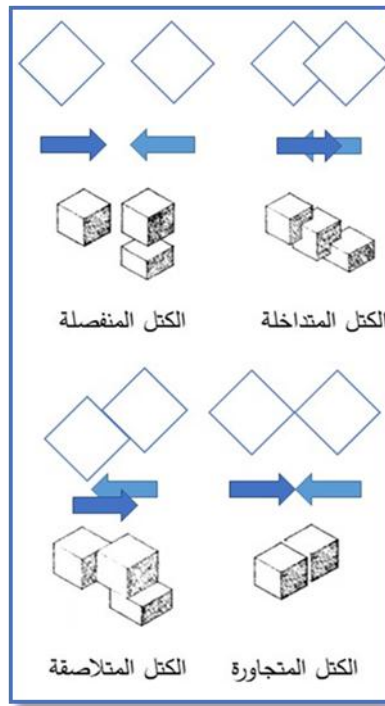 الكتل المتداخلة
الكتل المنفصلة
الكتل المتجاورة
الكتل المتلاصقة